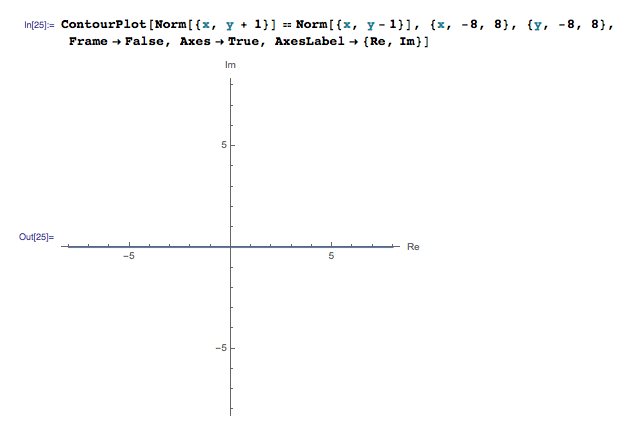 In[25]:= ContourPlot[Norm[{x, y + 1}] == Norm[{x, y - 1}], {x, -8, 8}, {y, -8, 8},
Frame → False, Axes → True, AxesLabel → {Re, Im}]
Im
5
Out[25]=
-5
5
Re
-5